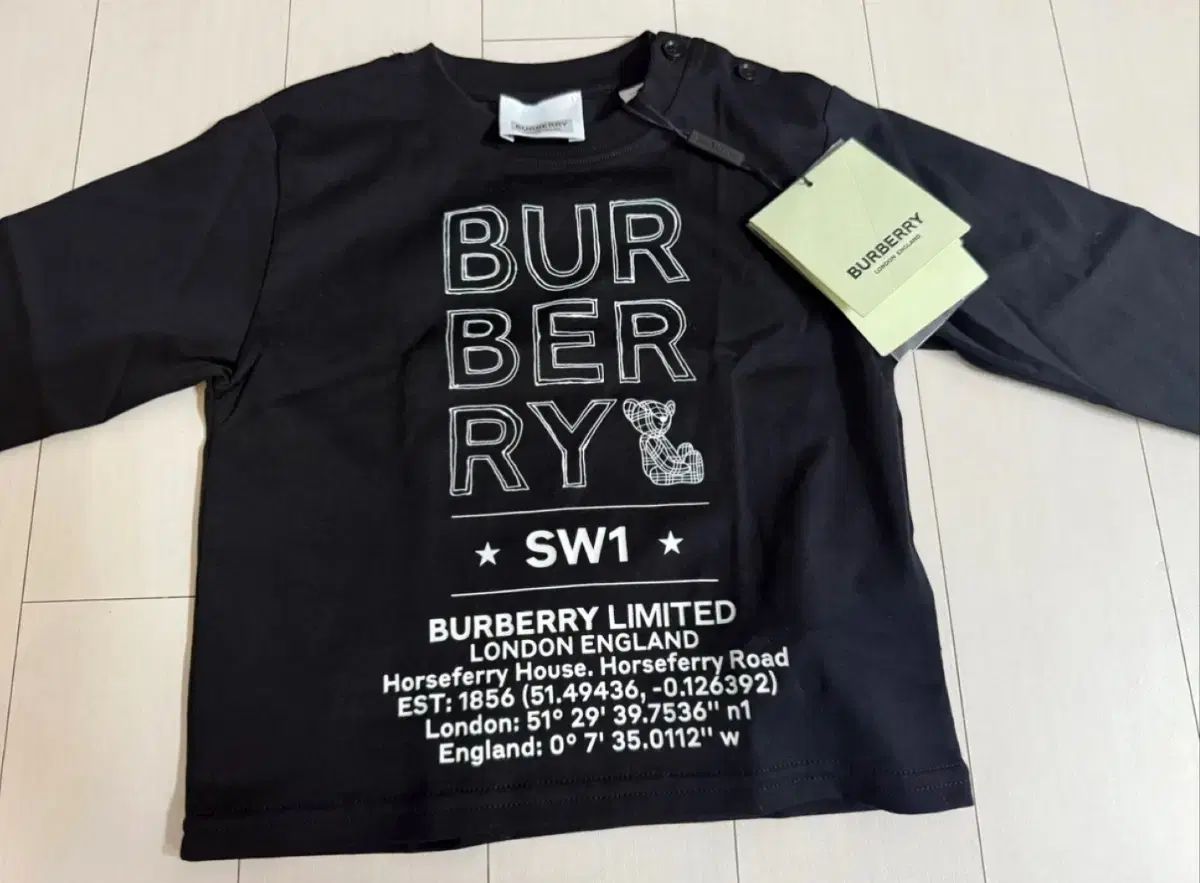 BURBERRY
BURBERRY
LONDON ENGLAND
BUR
BER
RY
★ SW1 ★
BURBERRY LIMITED
LONDON ENGLAND
Horseferry House. Horseferry Road
EST: 1856 (51.49436, -0.126392)
London: 51° 29' 39.7536" n1
England: 0° 7' 35.0112" w